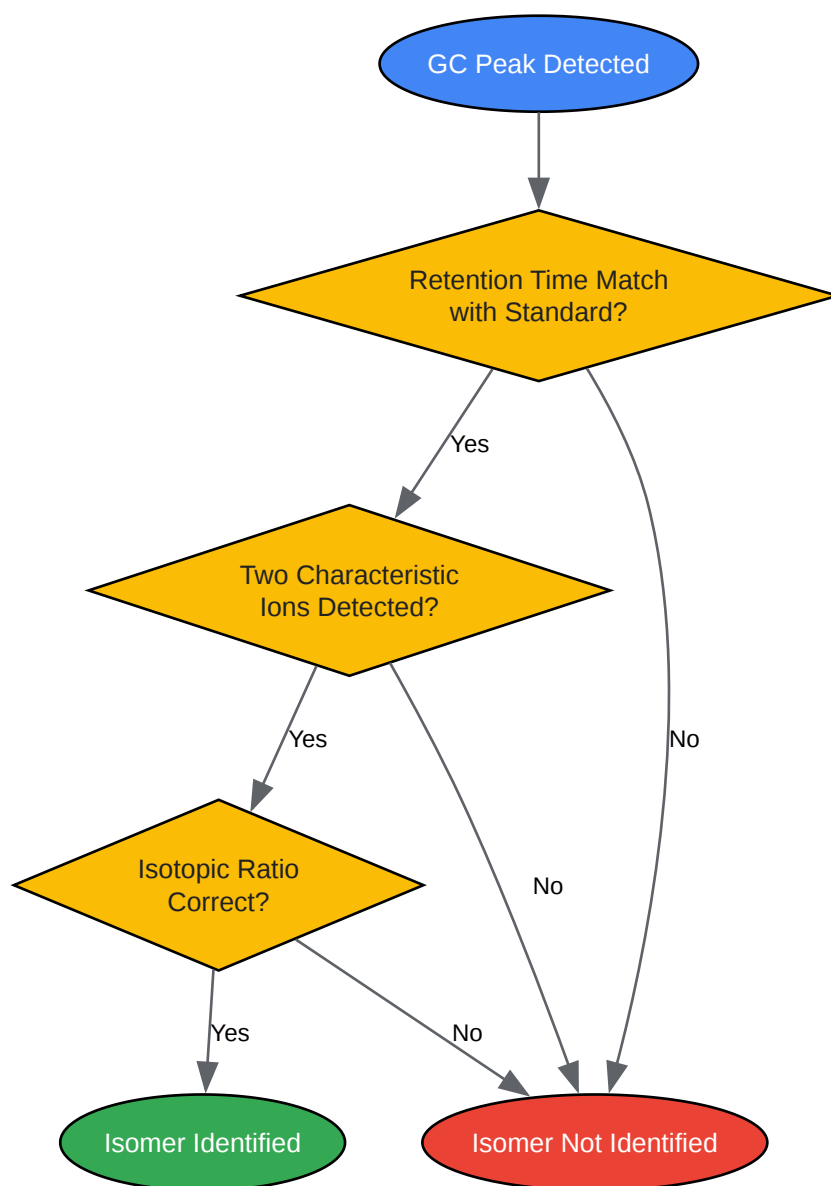 GC Peak Detected
Retention Time Match
with Standard?
Yes
Two Characteristic
Ions Detected?
Yes
No
Isotopic Ratio
Correct?
No
Yes
No
Isomer Identified
Isomer Not Identified